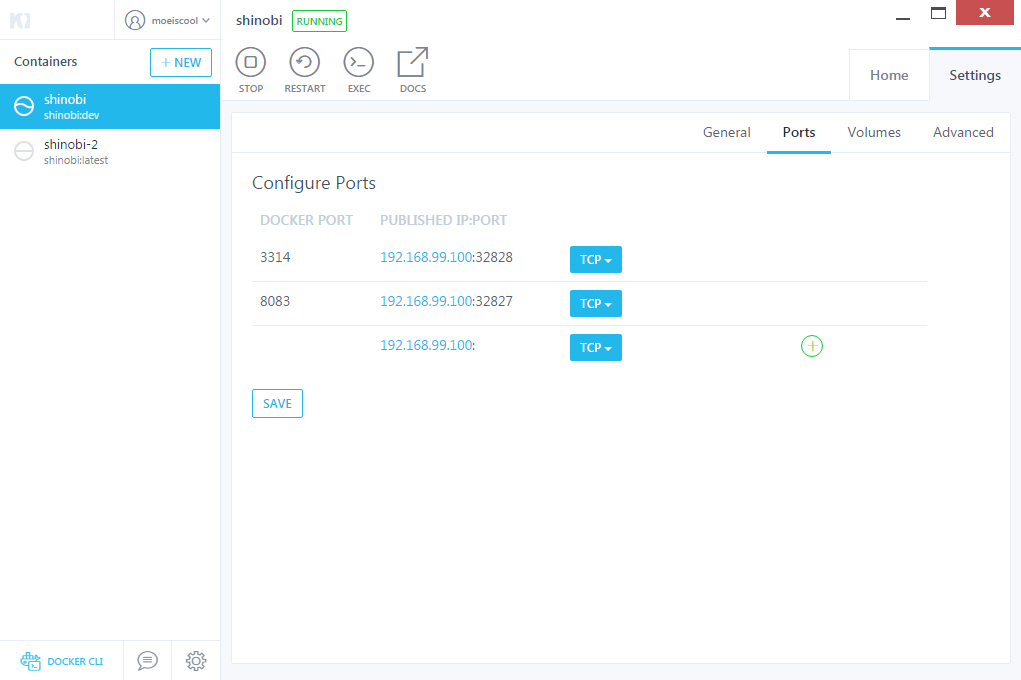 moeiscool
Containers
+ NEW
shinobi
shinobi:dev
shinobi-2
shinobi:latest
DOCKER CLI
shinobi RUNNING
STOP RESTART EXEC DOCS
Home Settings
General Ports Volumes Advanced
Configure Ports
DOCKER PORT PUBLISHED IP:PORT
3314 192.168.99.100:32828 TCP
8083 192.168.99.100:32827 TCP
192.168.99.100: TCP
SAVE